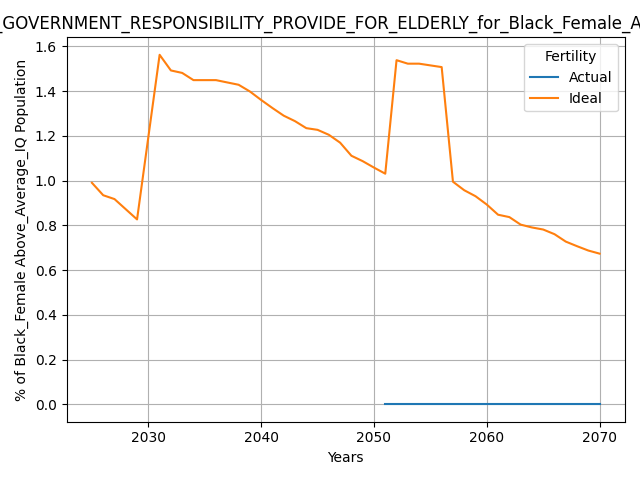 _GOVERNMENT_RESPONSIBILITY_PROVIDE_FOR_ELDERLY_for_Black_Female_A
Fertility
Actual
Ideal
% of Black_Female Above_Average_IQ Population
1.6
1.4
1.2
1.0
0.8
0.6
0.4
0.2
0.0
2030 2040 2050 2060 2070
Years